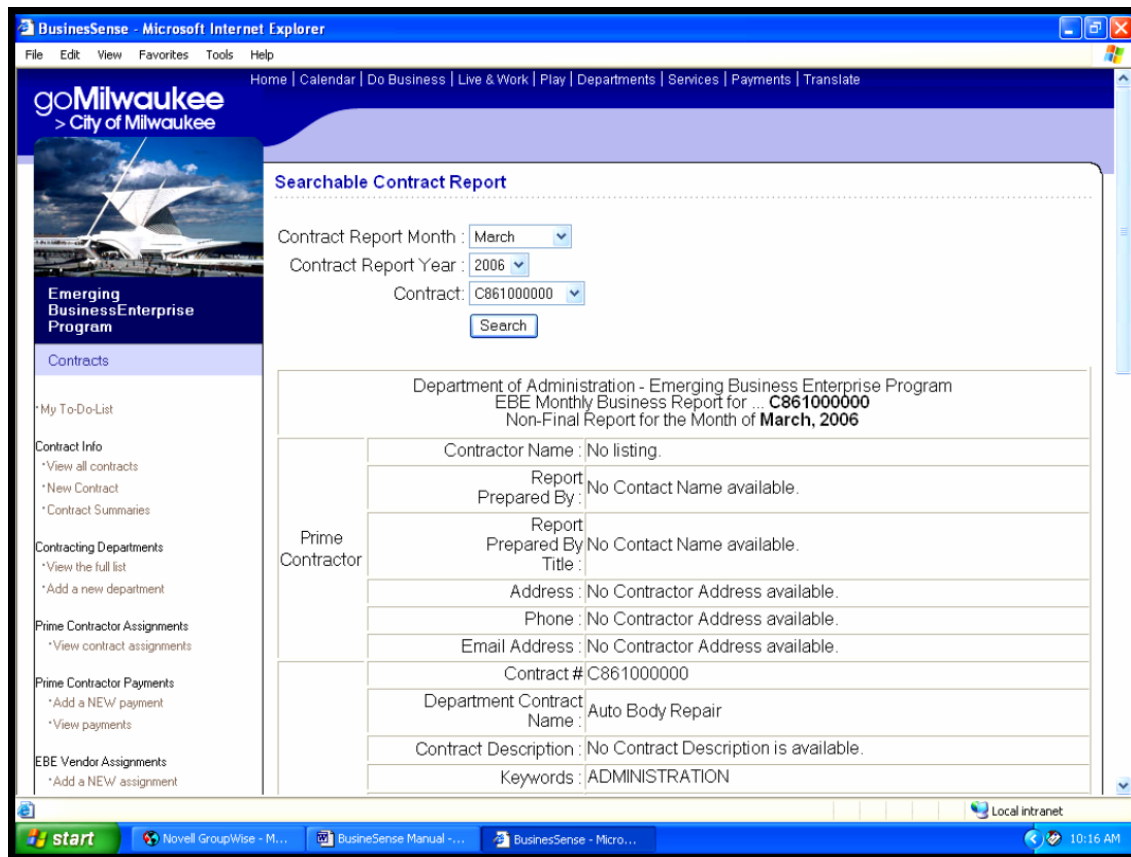 BusinesSense - Microsoft Internet Explorer
File Edit View Favorites Tools Help
Home | Calendar | Do Business | Live & Work | Play | Departments | Services | Payments | Translate
goMilwaukee
> City of Milwaukee
Emerging
BusinessEnterprise
Program
Contracts
*My To-Do-List
Contract Info
*View all contracts
*New Contract
*Contract Summaries
Contracting Departments
*View the full list
*Add a new department
Prime Contractor Assignments
*View contract assignments
Prime Contractor Payments
*Add a NEW payment
*View payments
EBE Vendor Assignments
*Add a NEW assignment
Searchable Contract Report
Contract Report Month : March
Contract Report Year : 2006
Contract: C861000000
Search
Department of Administration - Emerging Business Enterprise Program
EBE Monthly Business Report for ... C861000000
Non-Final Report for the Month of March, 2006
Prime
Contractor
Contractor Name : No listing.
Report
Prepared By : No Contact Name available.
Report
Prepared By No Contact Name available.
Title :
Address : No Contractor Address available.
Phone : No Contractor Address available.
Email Address : No Contractor Address available.
Contract # C861000000
Department Contract
Name : Auto Body Repair
Contract Description : No Contract Description is available.
Keywords : ADMINISTRATION
Local intranet
start
Novell GroupWise - M...
BusineSense Manual -...
BusinesSense - Micro...
10:16 AM